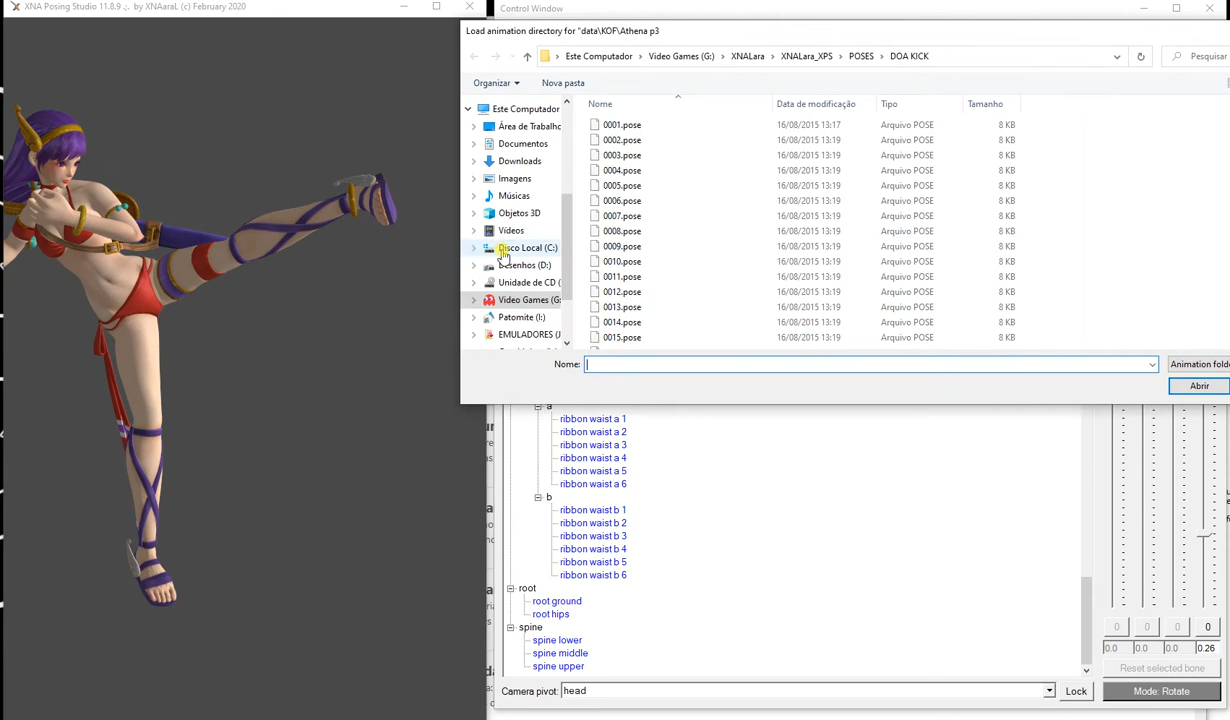 XNA Posing Studio 11.8.9 .;. by XNAaraL (c) February 2020
Control Window
Load animation directory for "data\KOF\Athena p3
Este Computador > Video Games (G:) > XNALara > XNALara_XPS > POSES > DOA KICK
Pesquisar
Organizar Nova pasta
Nome Data de modificação Tipo Tamanho
Este Computador
Área de Trabalho
Documentos
Downloads
Imagens
Músicas
Objetos 3D
Vídeos
Disco Local (C:)
Desenhos (D:)
Unidade de CD (
Video Games (G:
Patomite (I:)
EMULADORES (J
0001.pose 16/08/2015 13:17 Arquivo POSE 8 KB
0002.pose 16/08/2015 13:19 Arquivo POSE 8 KB
0003.pose 16/08/2015 13:19 Arquivo POSE 8 KB
0004.pose 16/08/2015 13:19 Arquivo POSE 8 KB
0005.pose 16/08/2015 13:19 Arquivo POSE 8 KB
0006.pose 16/08/2015 13:19 Arquivo POSE 8 KB
0007.pose 16/08/2015 13:19 Arquivo POSE 8 KB
0008.pose 16/08/2015 13:19 Arquivo POSE 8 KB
0009.pose 16/08/2015 13:19 Arquivo POSE 8 KB
0010.pose 16/08/2015 13:19 Arquivo POSE 8 KB
0011.pose 16/08/2015 13:19 Arquivo POSE 8 KB
0012.pose 16/08/2015 13:19 Arquivo POSE 8 KB
0013.pose 16/08/2015 13:19 Arquivo POSE 8 KB
0014.pose 16/08/2015 13:19 Arquivo POSE 8 KB
0015.pose 16/08/2015 13:19 Arquivo POSE 8 KB
Nome: Animation folde
Abrir
a
ribbon waist a 1
ribbon waist a 2
ribbon waist a 3
ribbon waist a 4
ribbon waist a 5
ribbon waist a 6
b
ribbon waist b 1
ribbon waist b 2
ribbon waist b 3
ribbon waist b 4
ribbon waist b 5
ribbon waist b 6
root
root ground
root hips
spine
spine lower
spine middle
spine upper
0 0 0 0
0.0 0.0 0.0 0.26
Reset selected bone
Camera pivot: head Lock Mode: Rotate